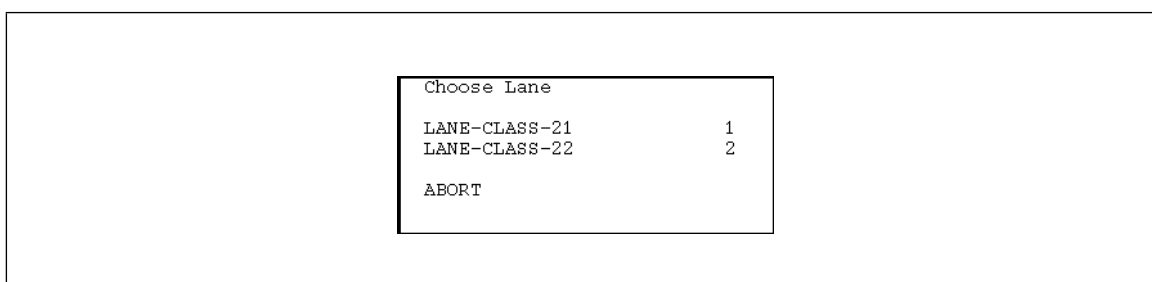 Choose Lane
LANE-CLASS-21 1
LANE-CLASS-22 2
ABORT